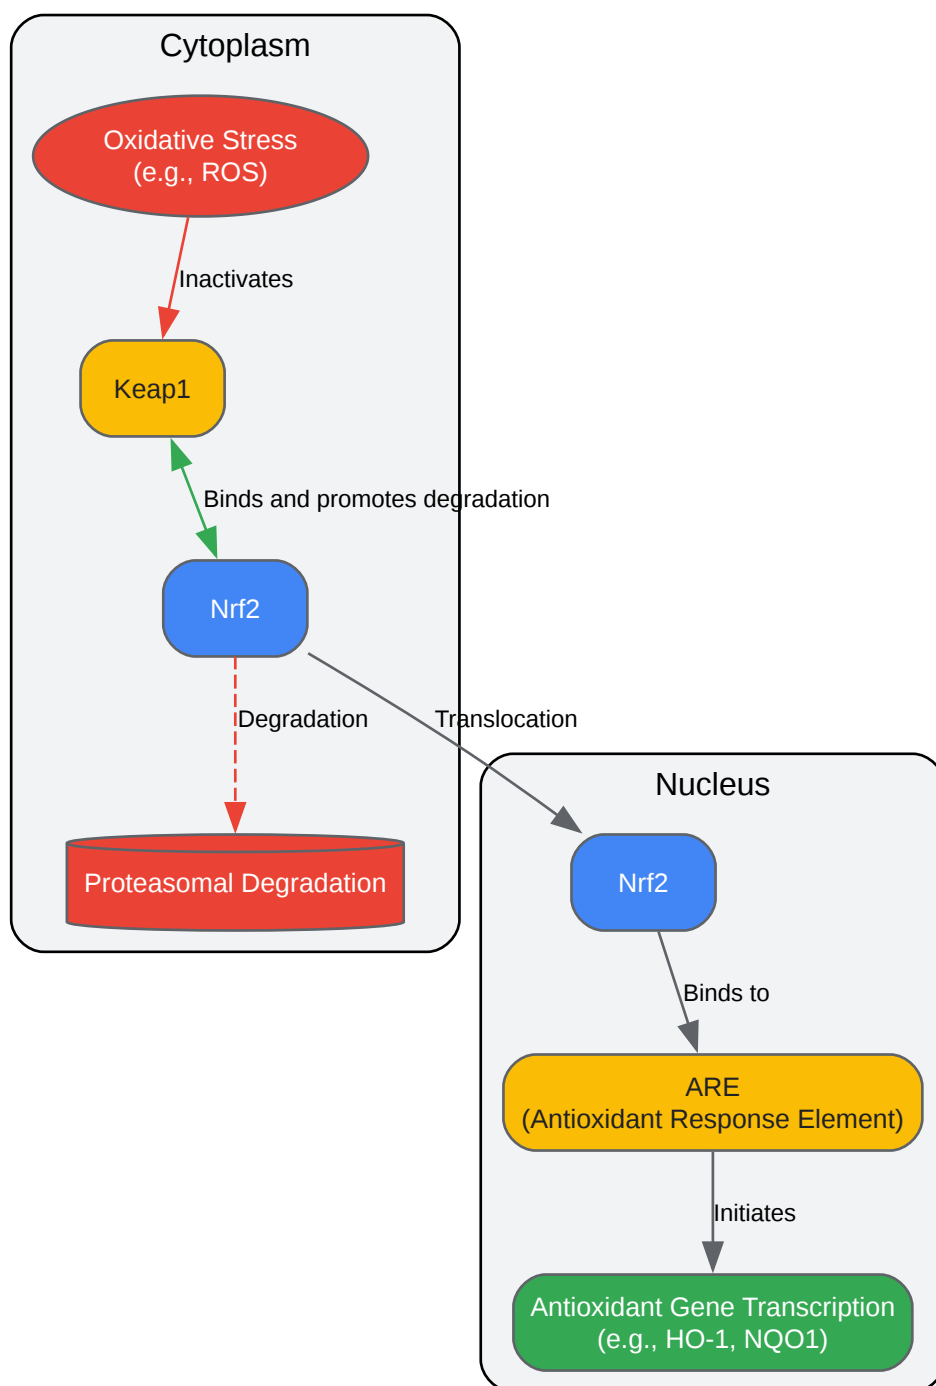 Cytoplasm
Oxidative Stress
(e.g., ROS)
Inactivates
Keap1
Binds and promotes degradation
Nrf2
Degradation
Translocation
Proteasomal Degradation
Nucleus
Nrf2
Binds to
ARE
(Antioxidant Response Element)
Initiates
Antioxidant Gene Transcription
(e.g., HO-1, NQO1)